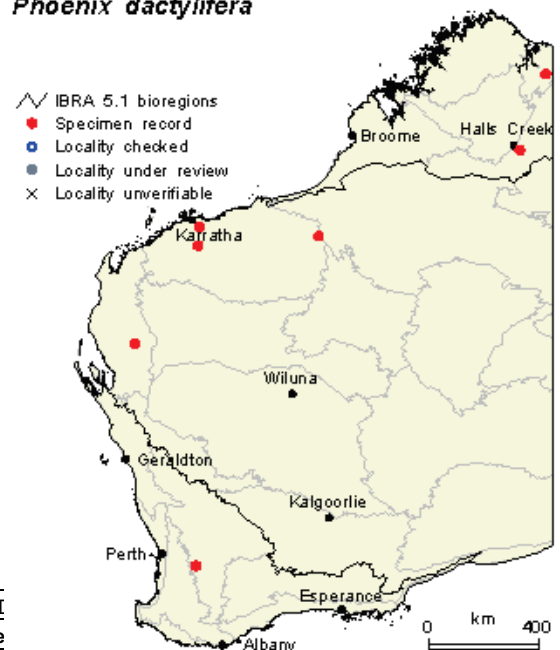 Phoenix dactylifera
IBRA 5.1 bioregions
Specimen record
Locality checked
Locality under review
Locality unverifiable
Broome
Halls Creek
Karratha
Wiluna
Geraldton
Kalgoorlie
Perth
Esperance
Albany
km
0 400
e